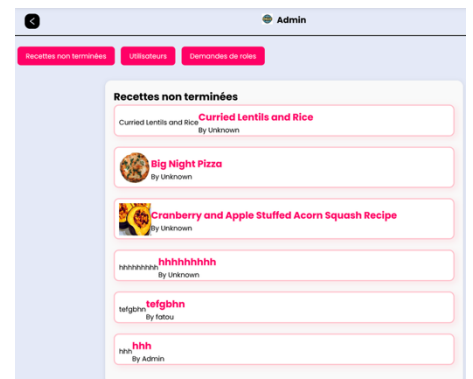 Admin
Recettes non terminées
Utilisateurs
Demandes de roles
Recettes non terminées
Curried Lentils and Rice Curried Lentils and Rice
By Unknown
Big Night Pizza
By Unknown
Cranberry and Apple Stuffed Acorn Squash Recipe
By Unknown
hhhhhhhhh hhhhhhhhh
By Unknown
tefgbhn tefgbhn
By fatou
hhh hhh
By Admin